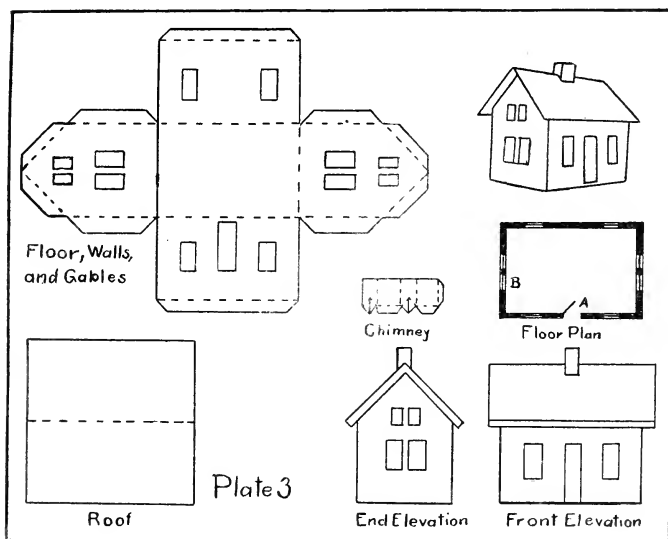 Floor, Walls,
and Gables
Chimney
B
A
Floor Plan
Plate 3
Roof
End Elevation
Front Elevation